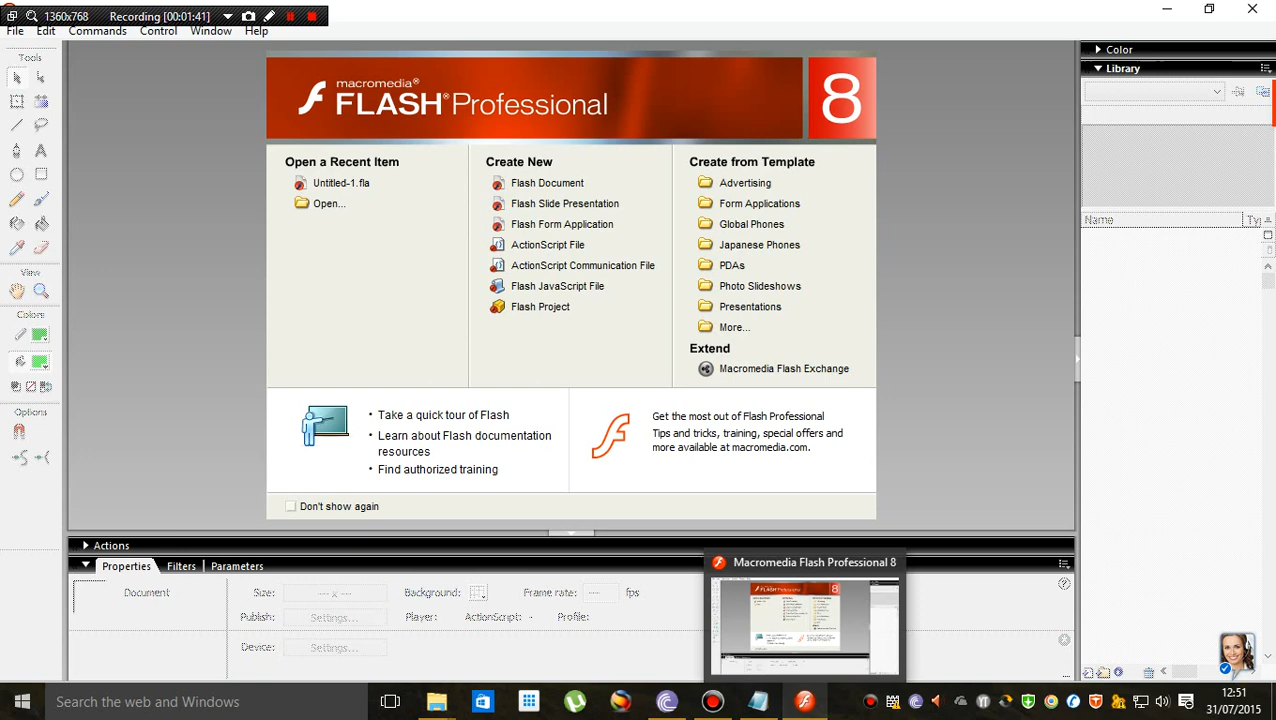 1360x768 Recording [00:01:41]
File Edit Commands Control Window Help
Tools
View
Colors
Options
macromedia®
FLASH® Professional 8
Open a Recent Item
Untitled-1.fla
Open...
Create New
Flash Document
Flash Slide Presentation
Flash Form Application
ActionScript File
ActionScript Communication File
Flash JavaScript File
Flash Project
Create from Template
Advertising
Form Applications
Global Phones
Japanese Phones
PDAs
Photo Slideshows
Presentations
More...
Extend
Macromedia Flash Exchange
• Take a quick tour of Flash
• Learn about Flash documentation
resources
• Find authorized training
Get the most out of Flash Professional
Tips and tricks, training, special offers and
more available at macromedia.com.
Don't show again
Color
Library
Name
Actions
Properties Filters Parameters
Size: --- x --- Background: Frame rate: fps
Settings... Player: ActionScript
Device: Settings...
Macromedia Flash Professional 8
Search the web and Windows
12:51
31/07/2015